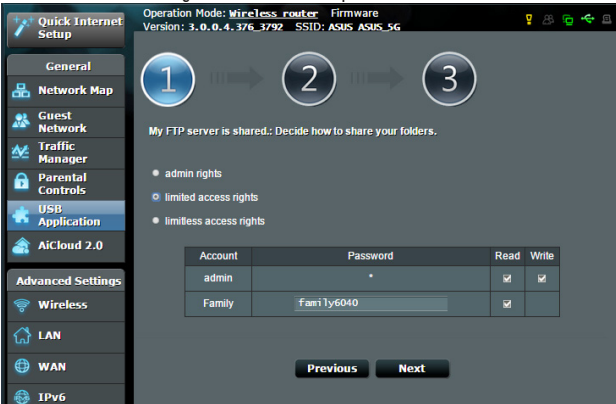 Operation Mode: Wireless router Firmware
Version: 3.0.0.4.376_3792 SSID: ASUS ASUS_5G
Quick Internet
Setup
General
Network Map
Guest
Network
Traffic
Manager
Parental
Controls
USB
Application
AiCloud 2.0
Advanced Settings
Wireless
LAN
WAN
IPv6
1 2 3
My FTP server is shared.: Decide how to share your folders.
admin rights
limited access rights
limitless access rights
Account Password Read Write
admin *
Family family6040
Previous Next